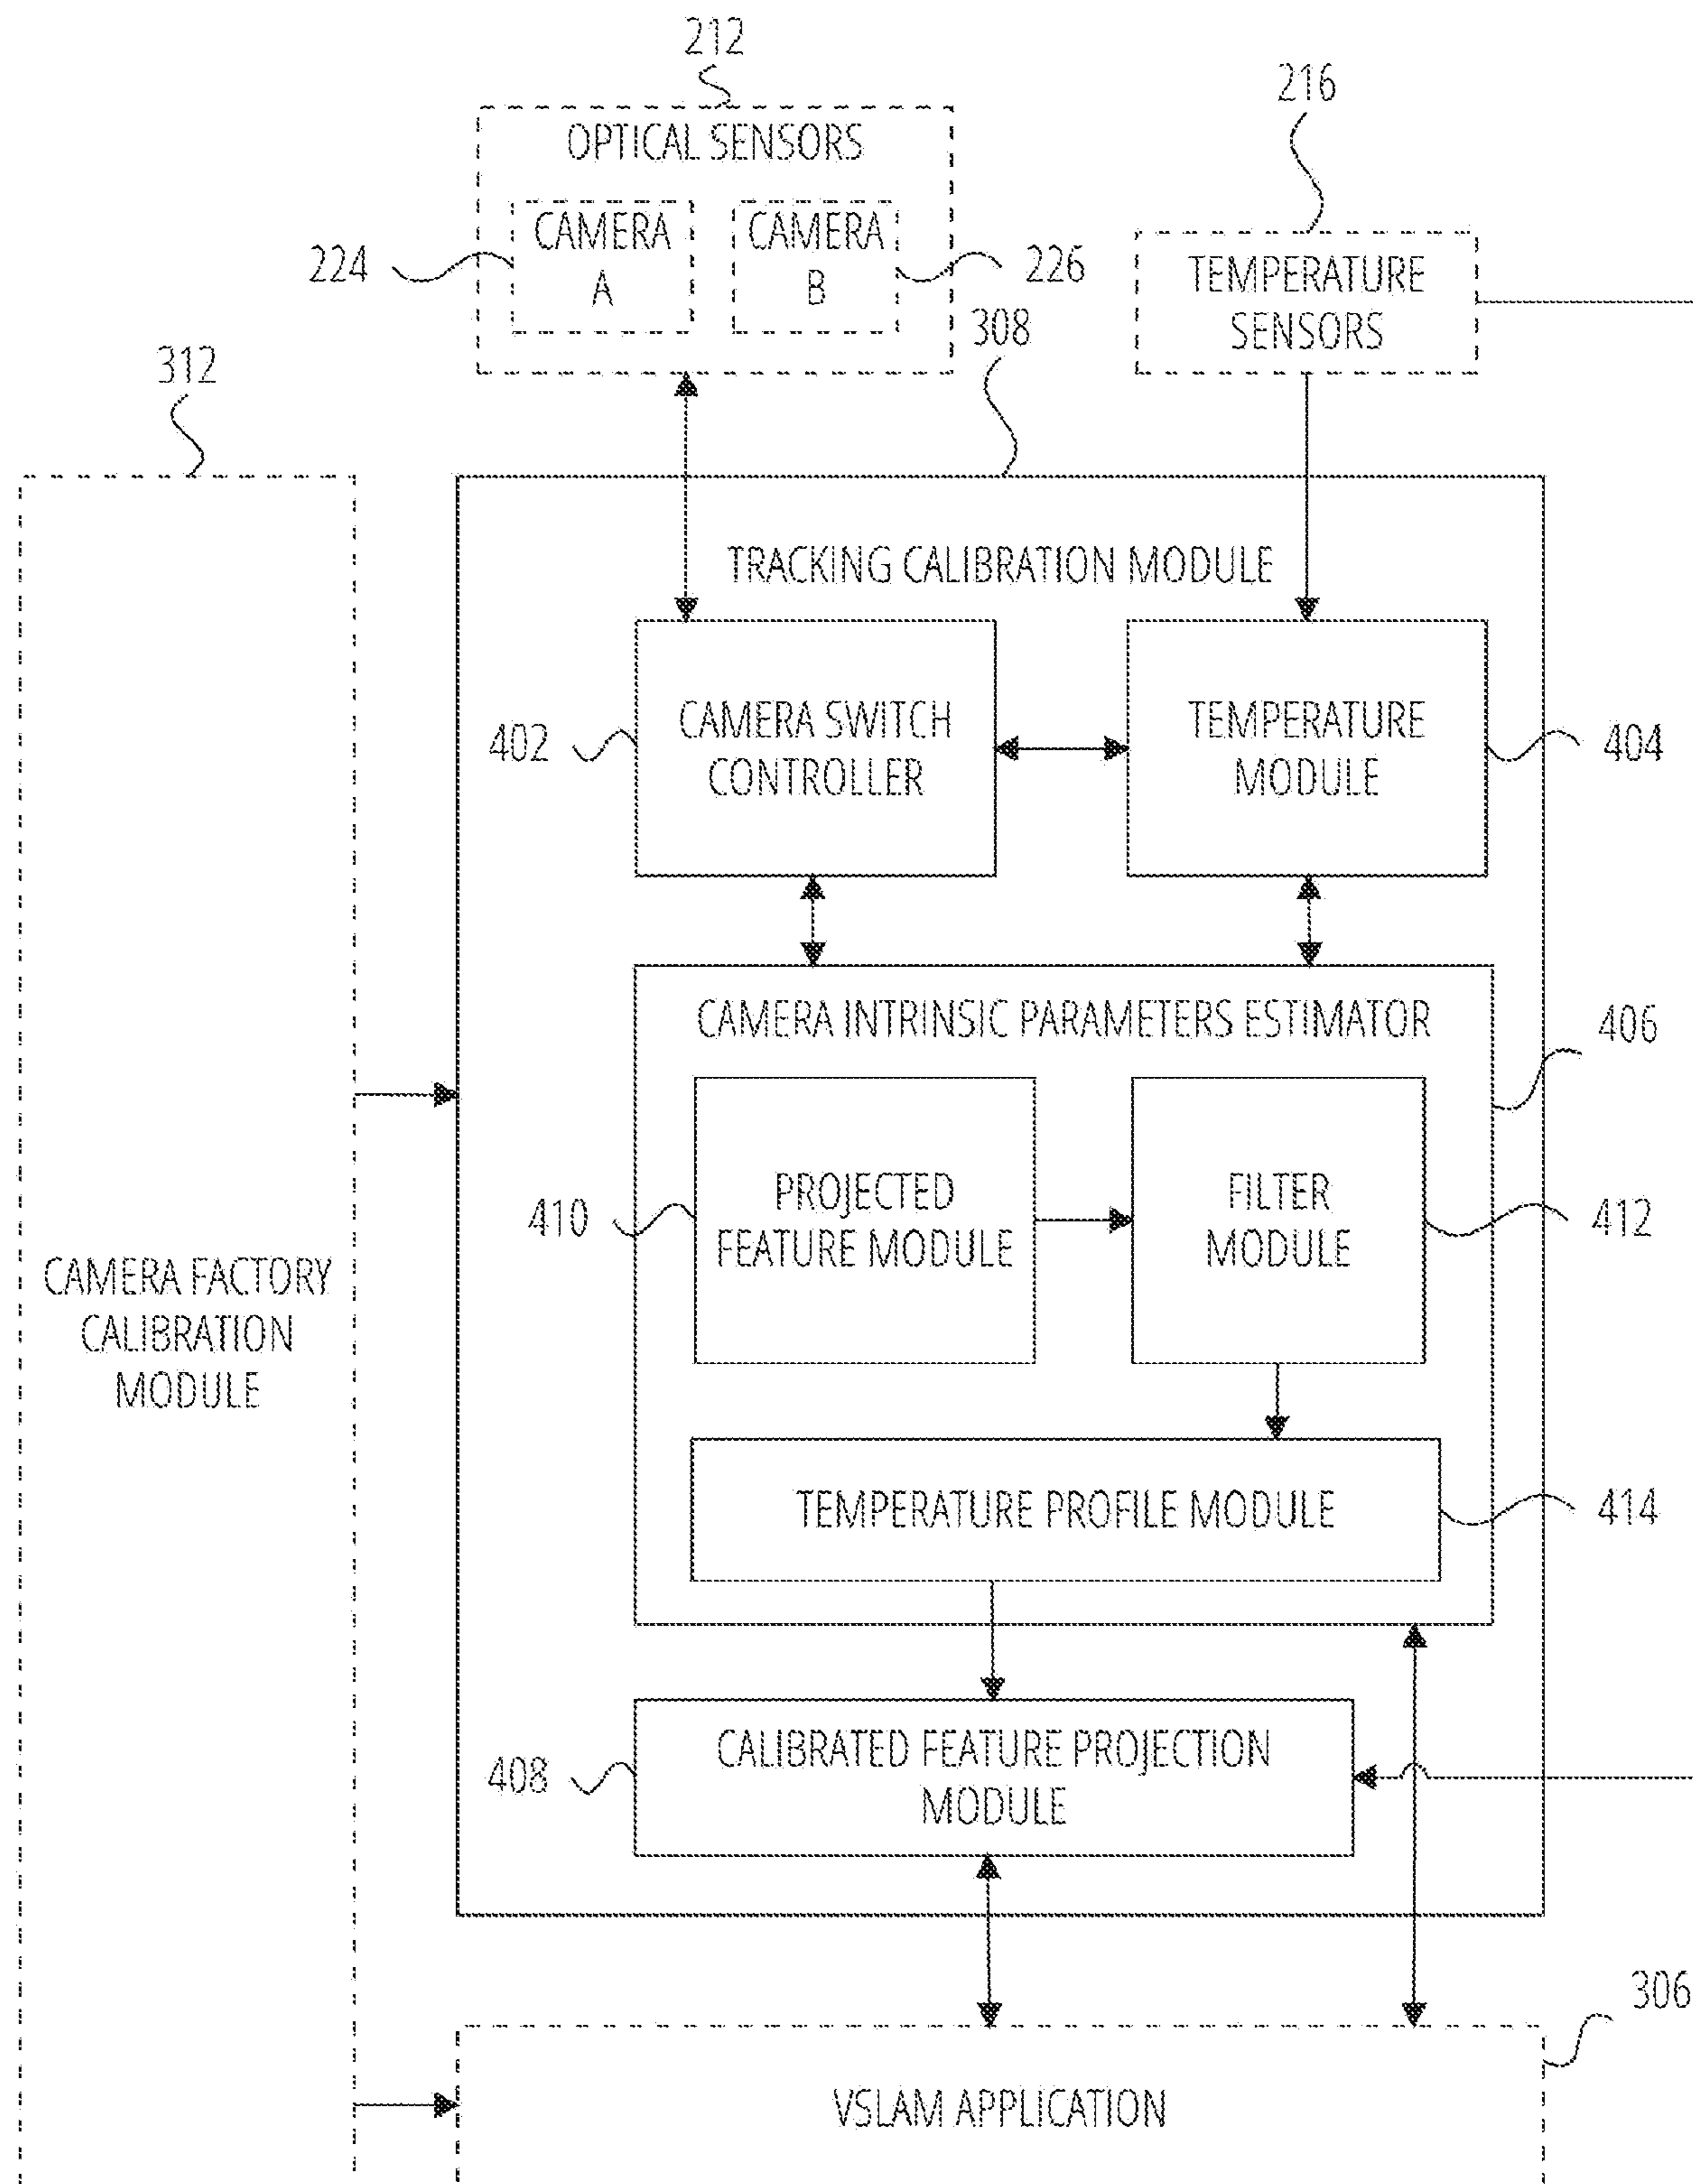 212
216
OPTICAL SENSORS
CAMERA
A
CAMERA
B
224
226
TEMPERATURE
SENSORS
308
312
TRACKING CALIBRATION MODULE
402
CAMERA SWITCH
CONTROLLER
TEMPERATURE
MODULE
404
CAMERA INTRINSIC PARAMETERS ESTIMATOR
406
410
PROJECTED
FEATURE MODULE
FILTER
MODULE
412
CAMERA FACTORY
CALIBRATION
MODULE
TEMPERATURE PROFILE MODULE
414
408
CALIBRATED FEATURE PROJECTION
MODULE
306
VSLAM APPLICATION